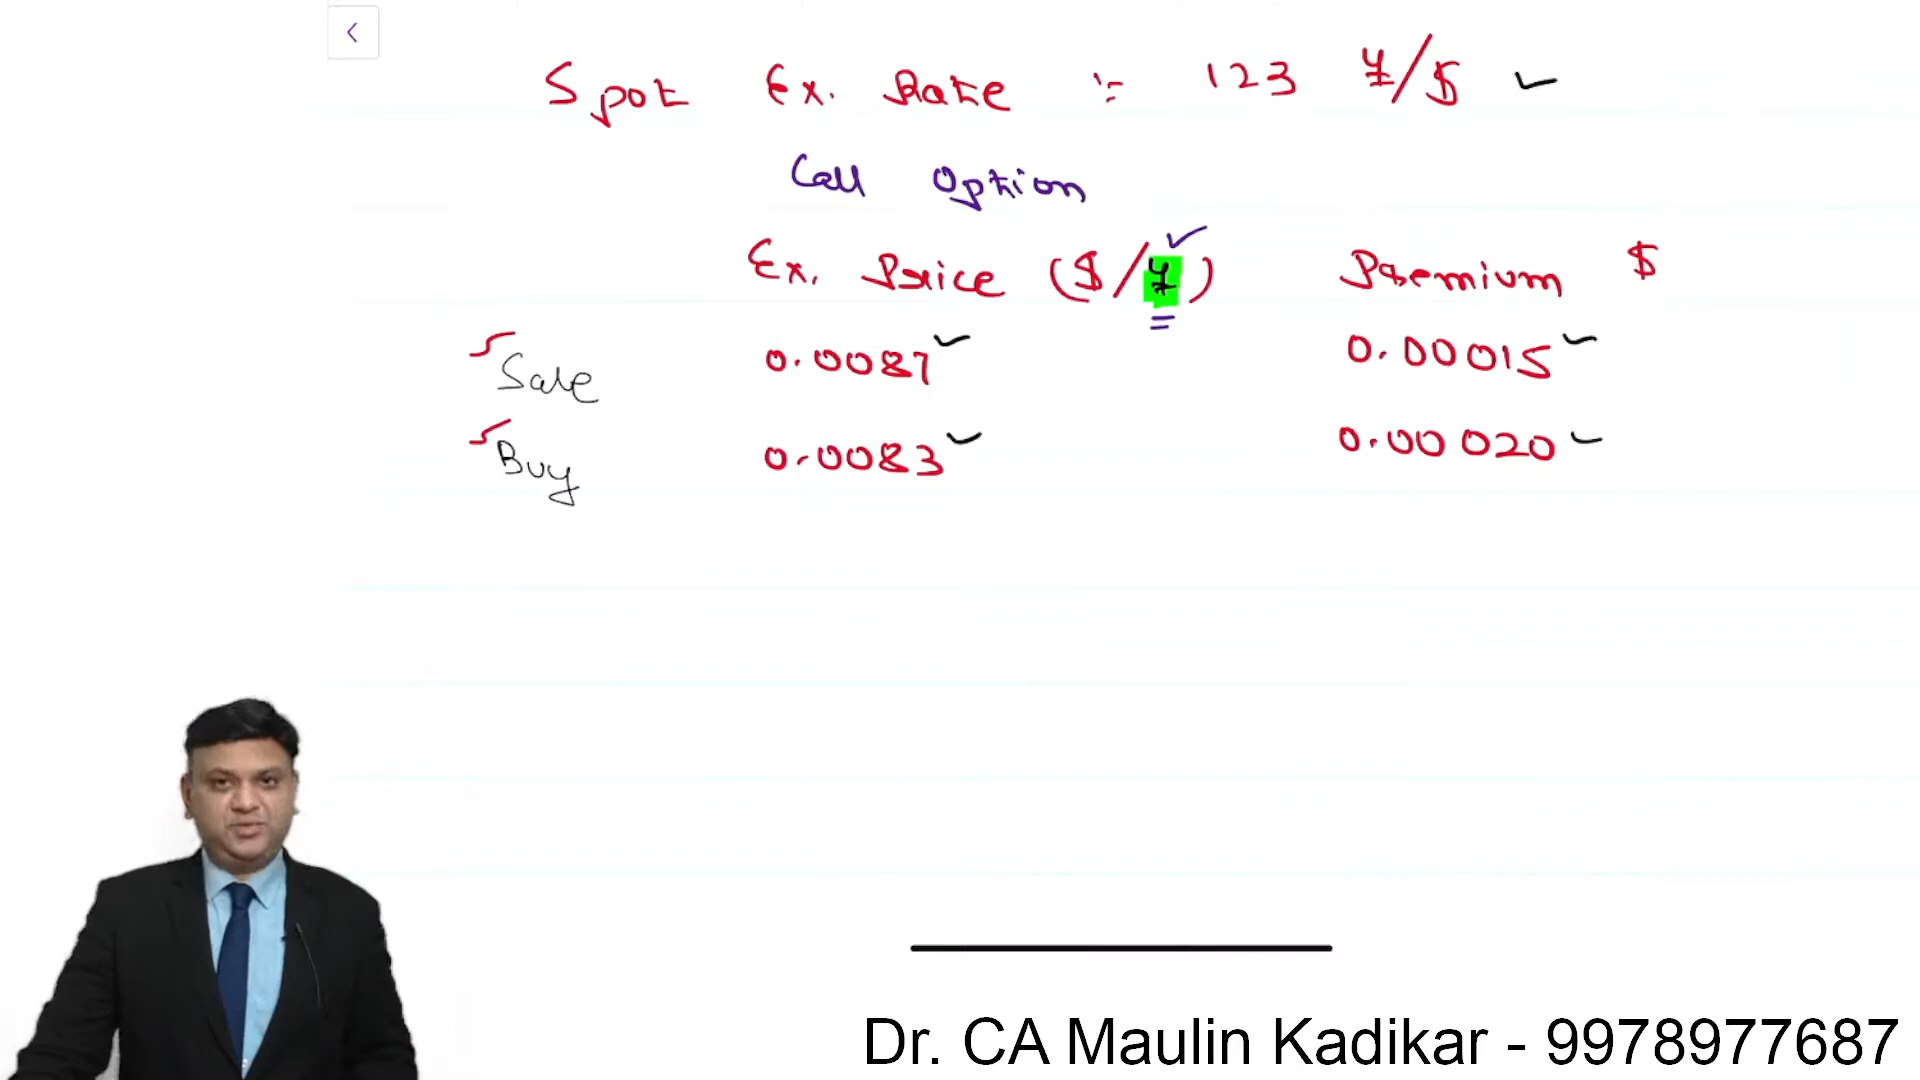 Spot Ex. Rate := 123 ¥/$
Call Option
Ex. Price ($/¥) Premium $
Sale 0.0087 0.00015
Buy 0.0083 0.00020
Dr. CA Maulin Kadikar - 9978977687